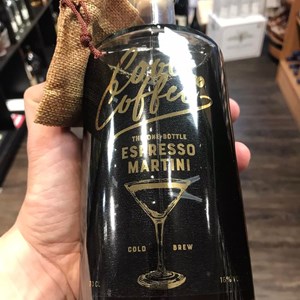 Coffee
THE ONE-BOTTLE
ESPRESSO
MARTINI
COLD BREW